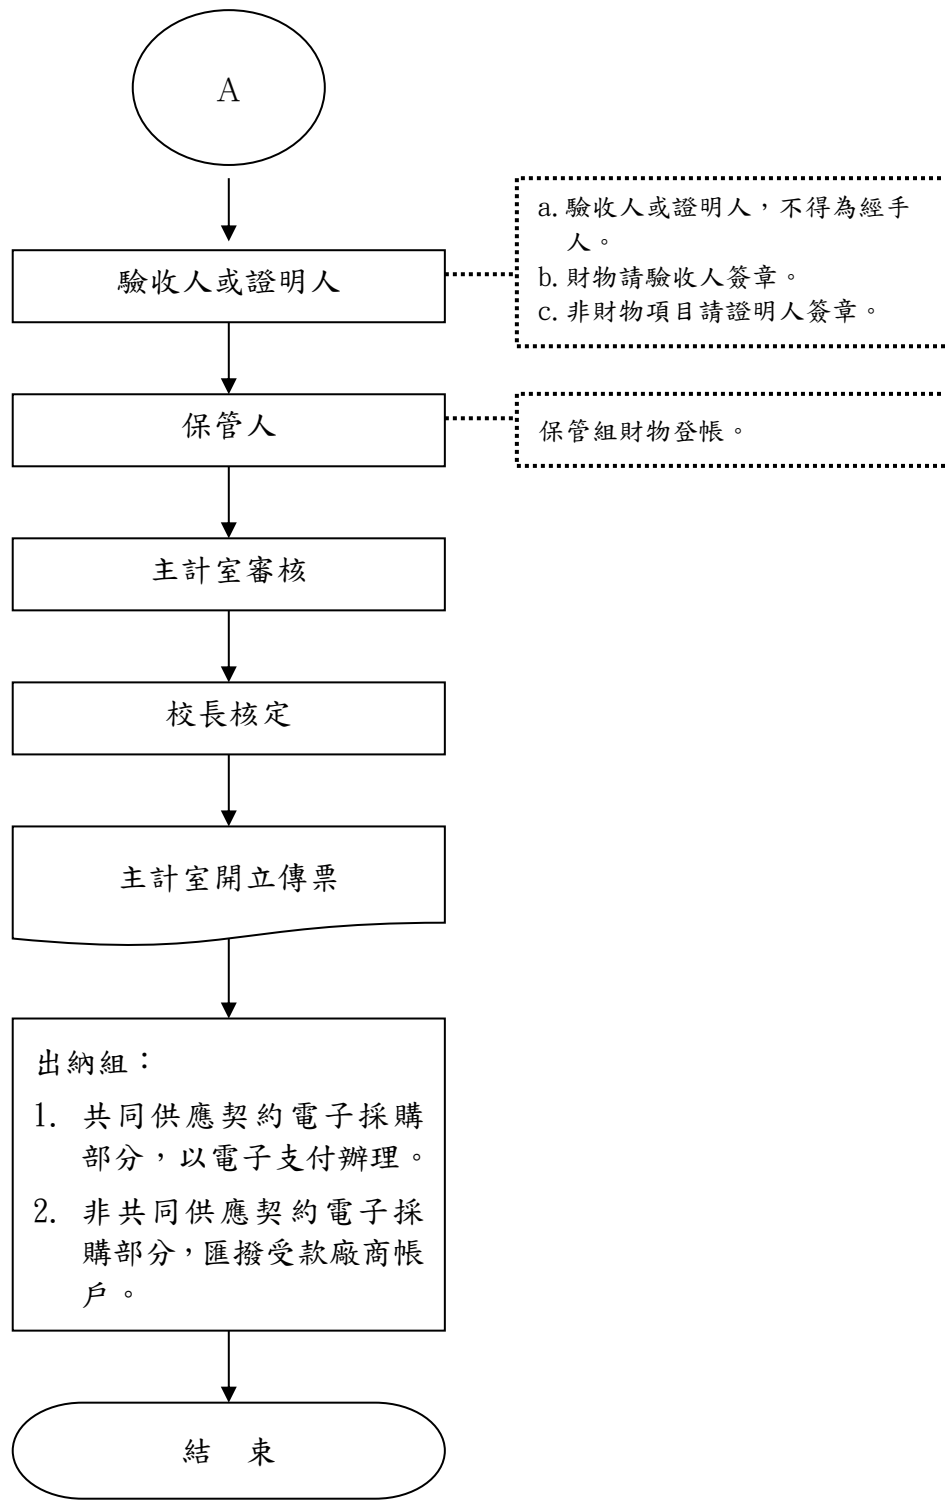 A
驗收人或證明人
a.驗收人或證明人，不得為經手
人。
b.財物請驗收人簽章。
c.非財物項目請證明人簽章。
保管人
保管組財物登帳。
主計室審核
校長核定
主計室開立傳票
出納組：
1. 共同供應契約電子採購
部分，以電子支付辦理。
2. 非共同供應契約電子採
購部分，匯撥受款廠商帳
戶。
結　束